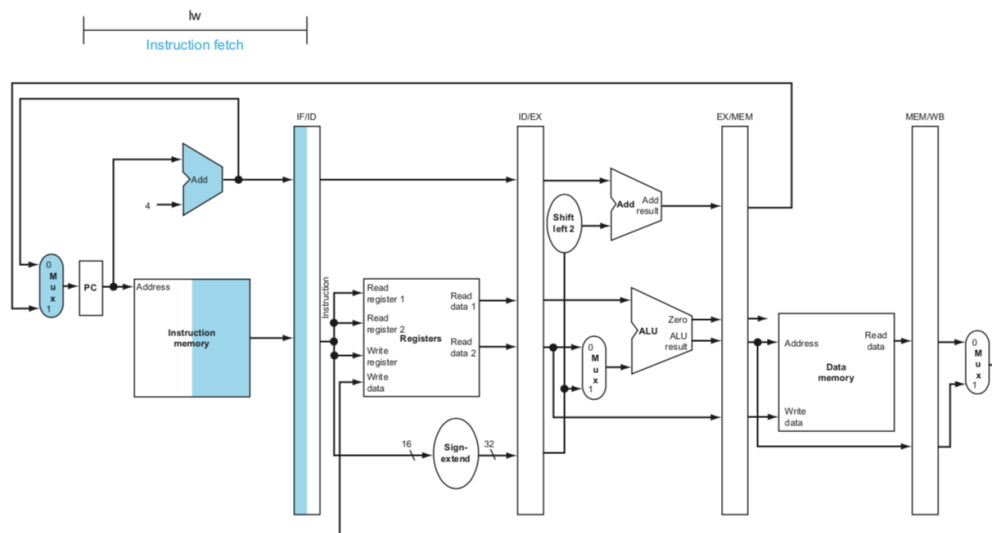 lw
Instruction fetch
IF/ID
ID/EX
EX/MEM
MEM/WB
Add
4
Add
Add
result
Shift
left 2
0
M
u
x
1
PC
Address
Instruction
memory
Instruction
Read
register 1
Read
register 2
Write
register
Write
data
Registers
Read
data 1
Read
data 2
16
Sign-
extend
32
0
M
u
x
1
ALU
Zero
ALU
result
Address
Write
data
Data
memory
Read
data
0
M
u
x
1